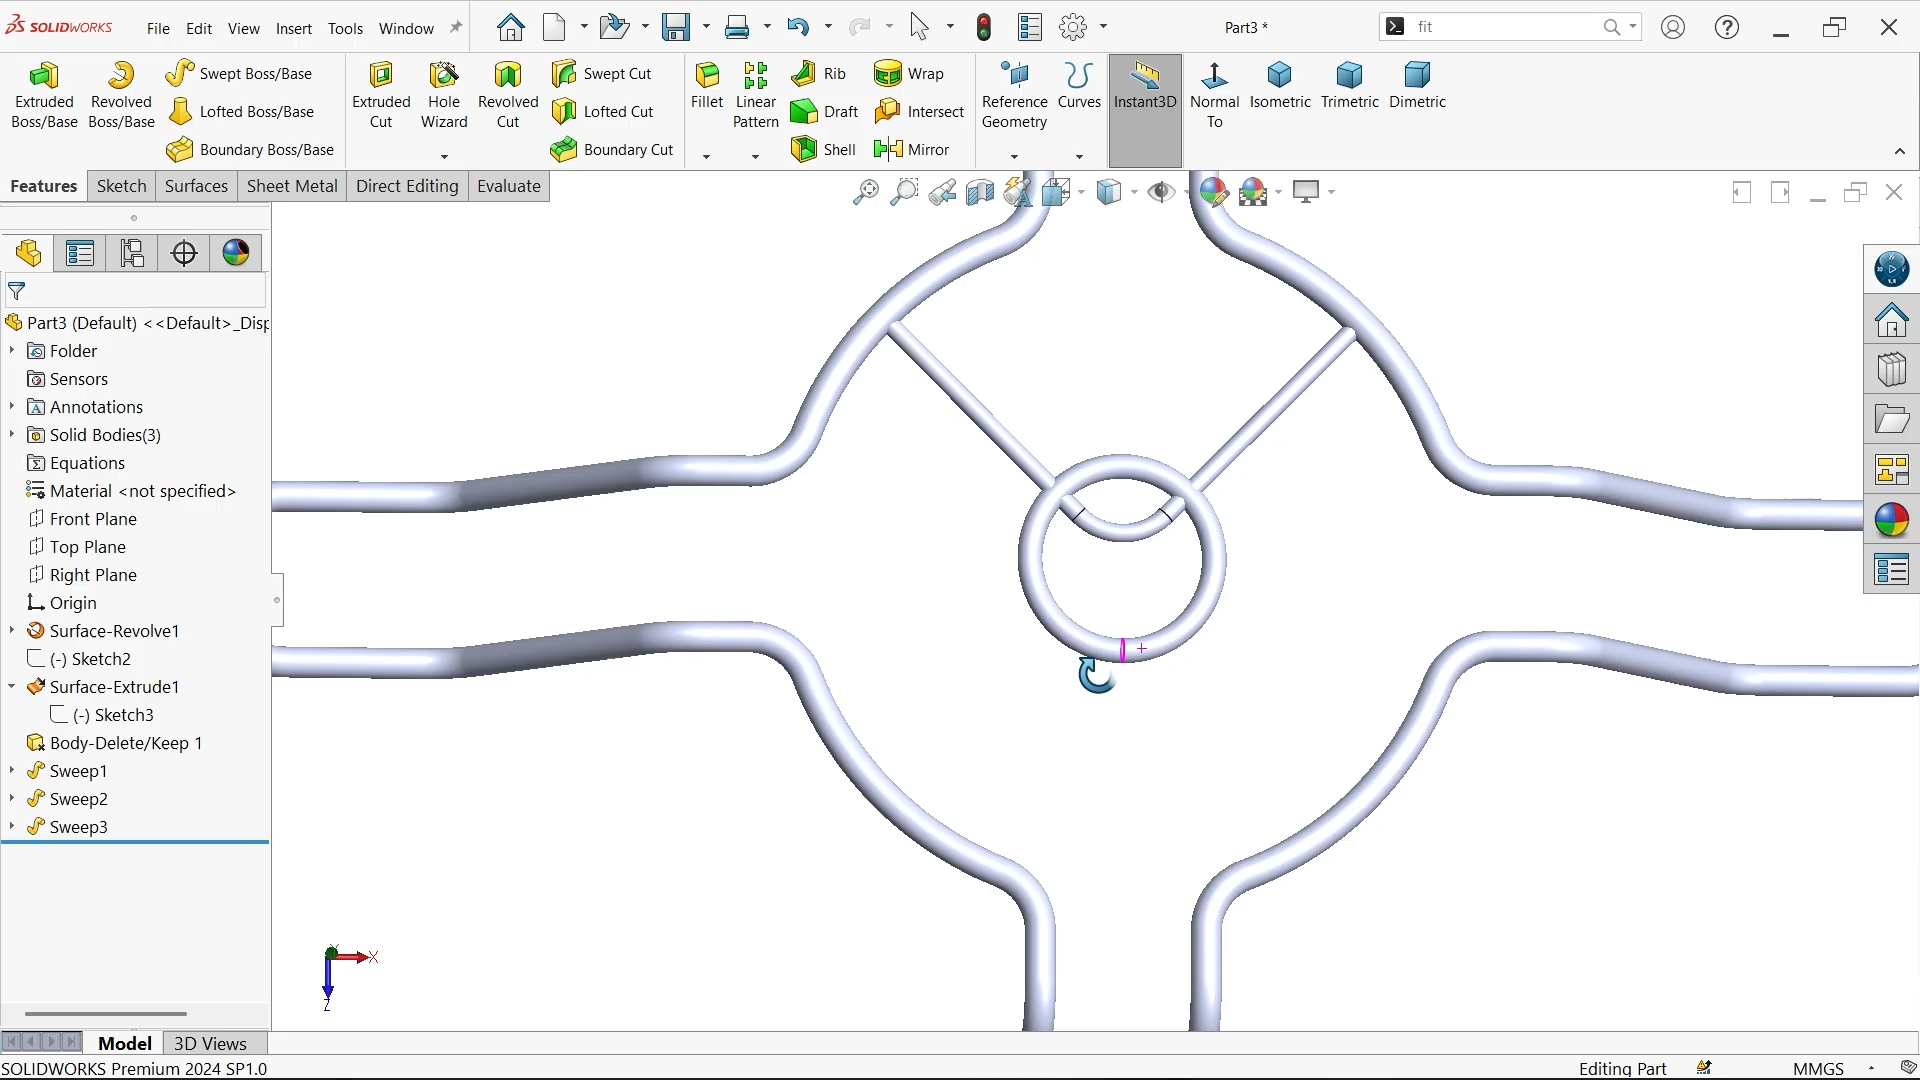 SOLIDWORKS File Edit View Insert Tools Window Part3 * fit
Extruded Boss/Base
Revolved Boss/Base
Swept Boss/Base
Lofted Boss/Base
Boundary Boss/Base
Extruded Cut
Hole Wizard
Revolved Cut
Swept Cut
Lofted Cut
Boundary Cut
Fillet
Linear Pattern
Rib
Draft
Shell
Wrap
Intersect
Mirror
Reference Geometry
Curves
Instant3D
Normal To
Isometric
Trimetric
Dimetric
Features Sketch Surfaces Sheet Metal Direct Editing Evaluate
Part3 (Default) <<Default>_Disp
Folder
Sensors
Annotations
Solid Bodies(3)
Equations
Material <not specified>
Front Plane
Top Plane
Right Plane
Origin
Surface-Revolve1
(-) Sketch2
Surface-Extrude1
(-) Sketch3
Body-Delete/Keep 1
Sweep1
Sweep2
Sweep3
X
Z
Model 3D Views
SOLIDWORKS Premium 2024 SP1.0 Editing Part MMGS